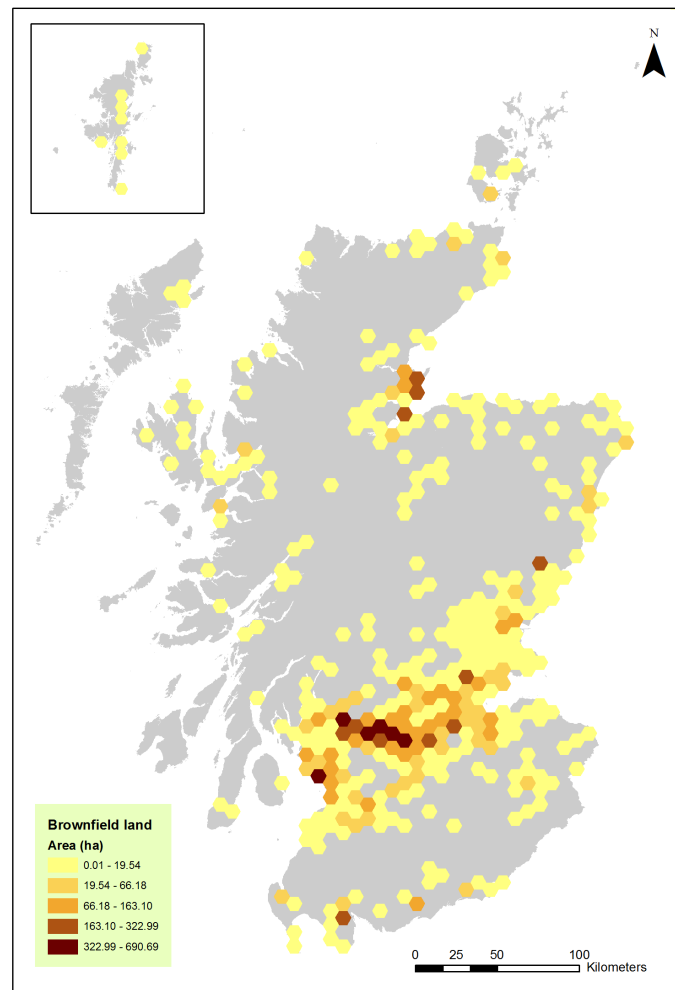 N
Brownfield land
Area (ha)
0.01 - 19.54
19.54 - 66.18
66.18 - 163.10
163.10 - 322.99
322.99 - 690.69
0 25 50 100
Kilometers